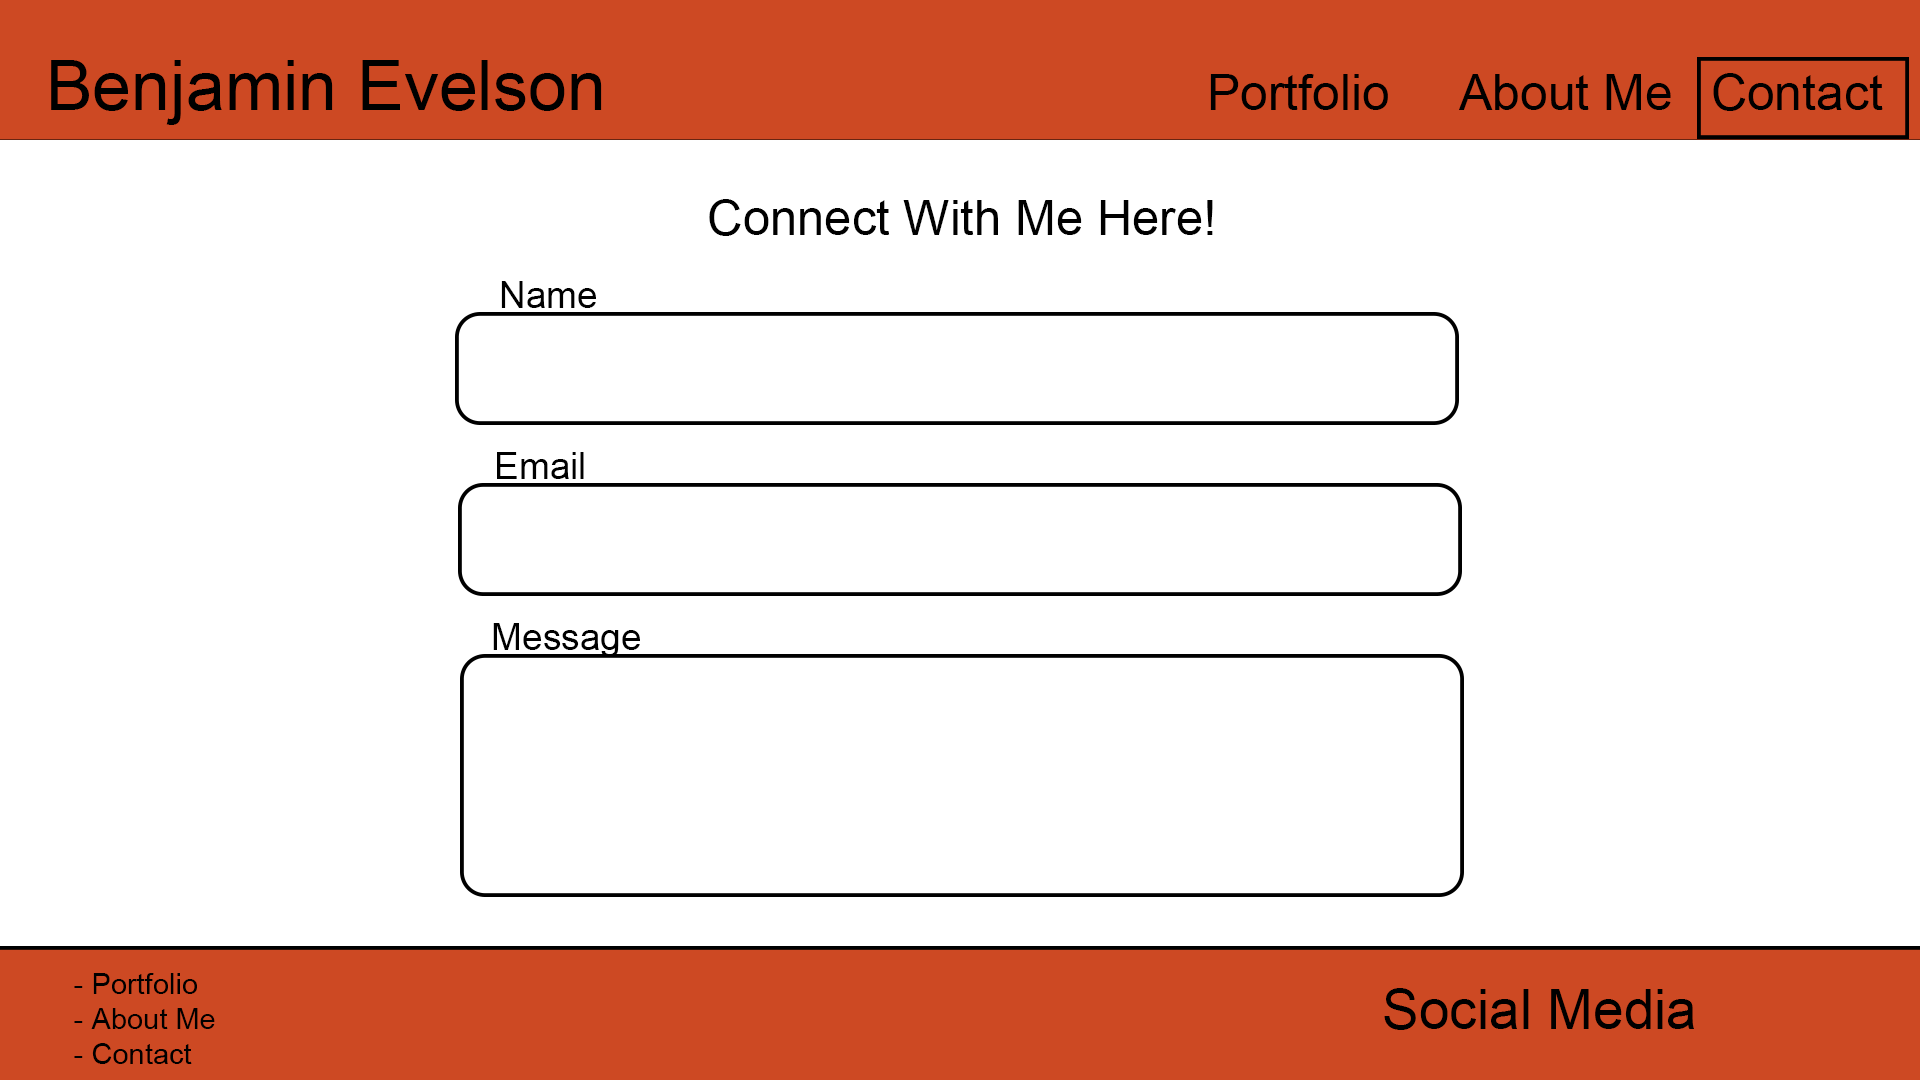 Benjamin Evelson
Portfolio
About Me
Contact
Connect With Me Here!
Name
Email
Message
- Portfolio
- About Me
- Contact
Social Media